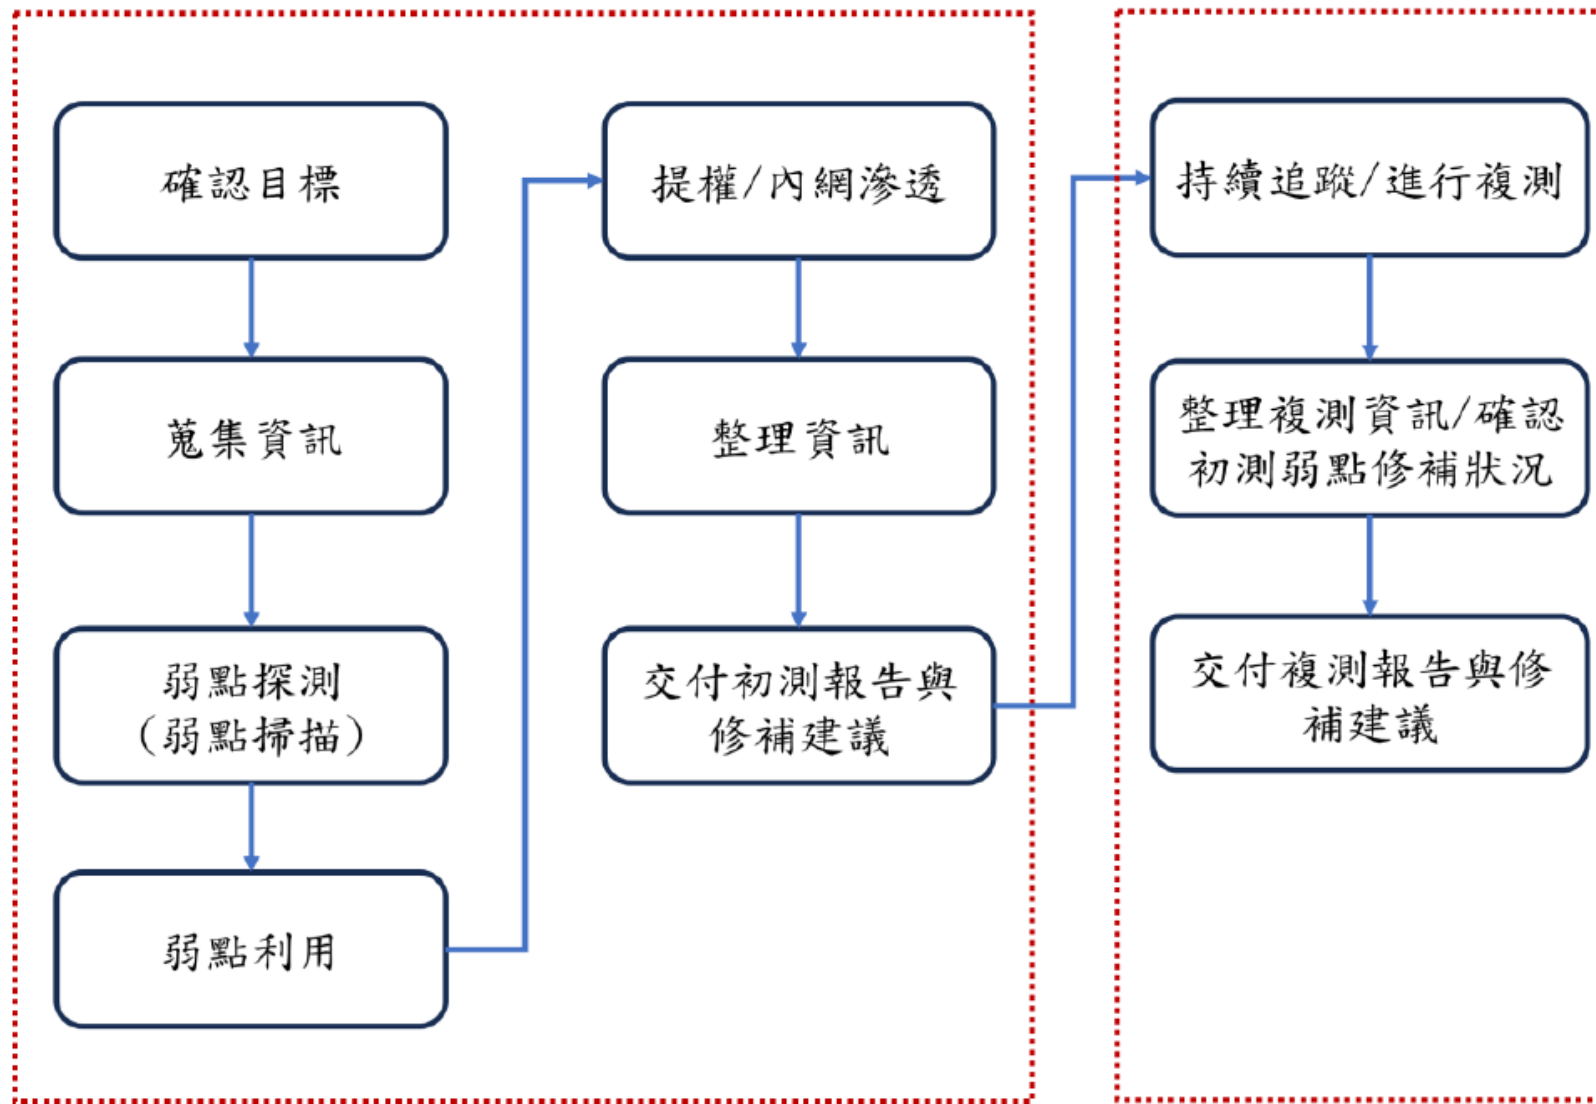 確認目標
蒐集資訊
弱點探測
(弱點掃描)
弱點利用
提權/內網滲透
整理資訊
交付初測報告與
修補建議
持續追蹤/進行複測
整理複測資訊/確認
初測弱點修補狀況
交付複測報告與修
補建議